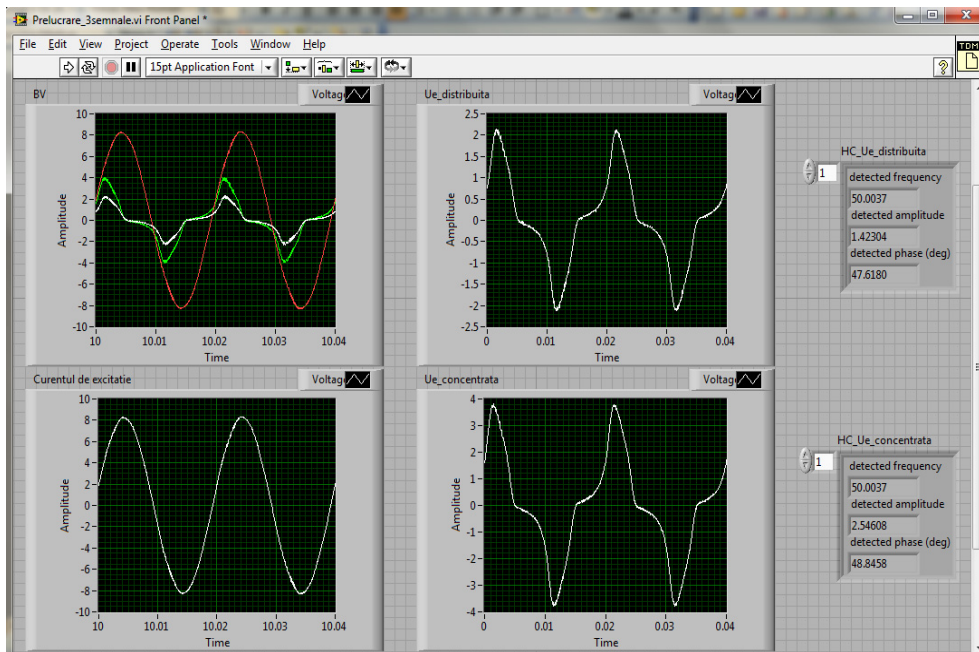 Prelucrare_3semnale.vi Front Panel *
File Edit View Project Operate Tools Window Help
15pt Application Font
?
TDM
BV
Voltag
Amplitude
10
8
6
4
2
0
-2
-4
-6
-8
-10
10 10.01 10.02 10.03 10.04
Time
Ue_distribuita
Voltag
Amplitude
2.5
2
1.5
1
0.5
0
-0.5
-1
-1.5
-2
-2.5
0 0.01 0.02 0.03 0.04
Time
HC_Ue_distribuita
1
detected frequency
50.0037
detected amplitude
1.42304
detected phase (deg)
47.6180
Curentul de excitatie
Voltag
Amplitude
10
8
6
4
2
0
-2
-4
-6
-8
-10
10 10.01 10.02 10.03 10.04
Time
Ue_concentrata
Voltag
Amplitude
4
3
2
1
0
-1
-2
-3
-4
0 0.01 0.02 0.03 0.04
Time
HC_Ue_concentrata
1
detected frequency
50.0037
detected amplitude
2.54608
detected phase (deg)
48.8458